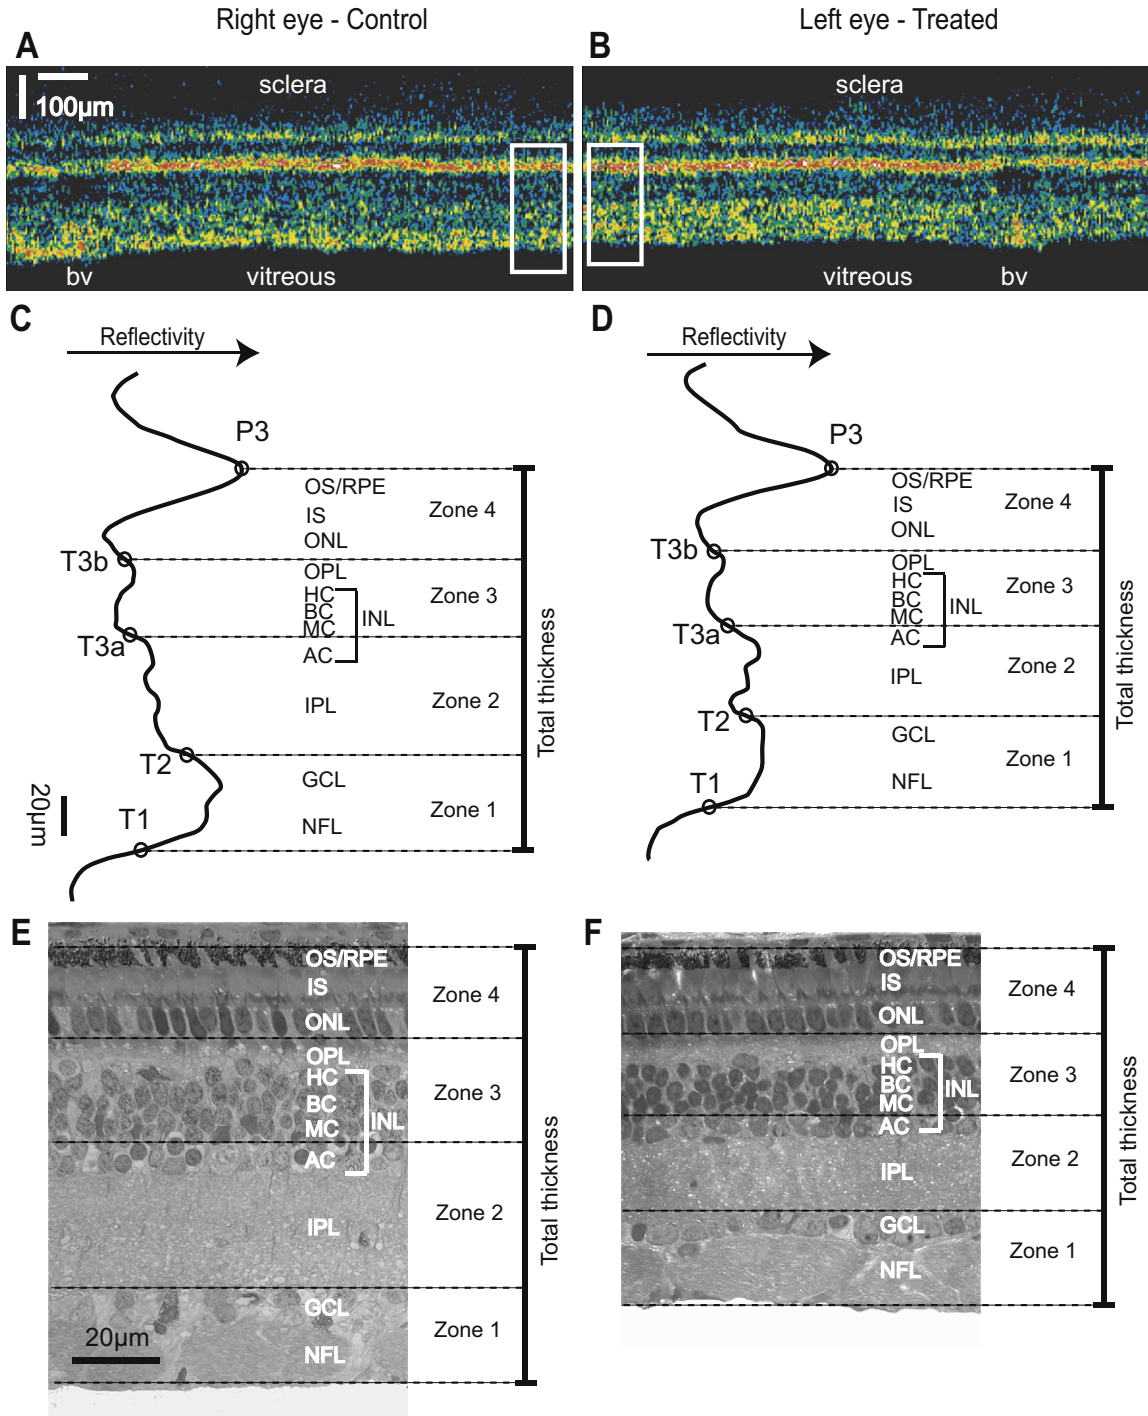 Right eye - Control
Left eye - Treated
A
B
sclera
100µm
bv
vitreous
sclera
vitreous
bv
C
D
Reflectivity
P3
OS/RPE
IS
ONL
Zone 4
T3b
OPL
HC
BC
MC
INL
Zone 3
T3a
AC
IPL
Zone 2
T2
GCL
NFL
Zone 1
T1
20µm
Total thickness
Reflectivity
P3
OS/RPE
IS
ONL
Zone 4
T3b
OPL
HC
BC
MC
INL
Zone 3
T3a
AC
IPL
Zone 2
T2
GCL
NFL
Zone 1
T1
Total thickness
E
OS/RPE
IS
ONL
Zone 4
OPL
HC
BC
MC
INL
Zone 3
AC
IPL
Zone 2
GCL
NFL
Zone 1
20µm
Total thickness
F
OS/RPE
IS
ONL
Zone 4
OPL
HC
BC
MC
INL
Zone 3
AC
IPL
Zone 2
GCL
NFL
Zone 1
Total thickness